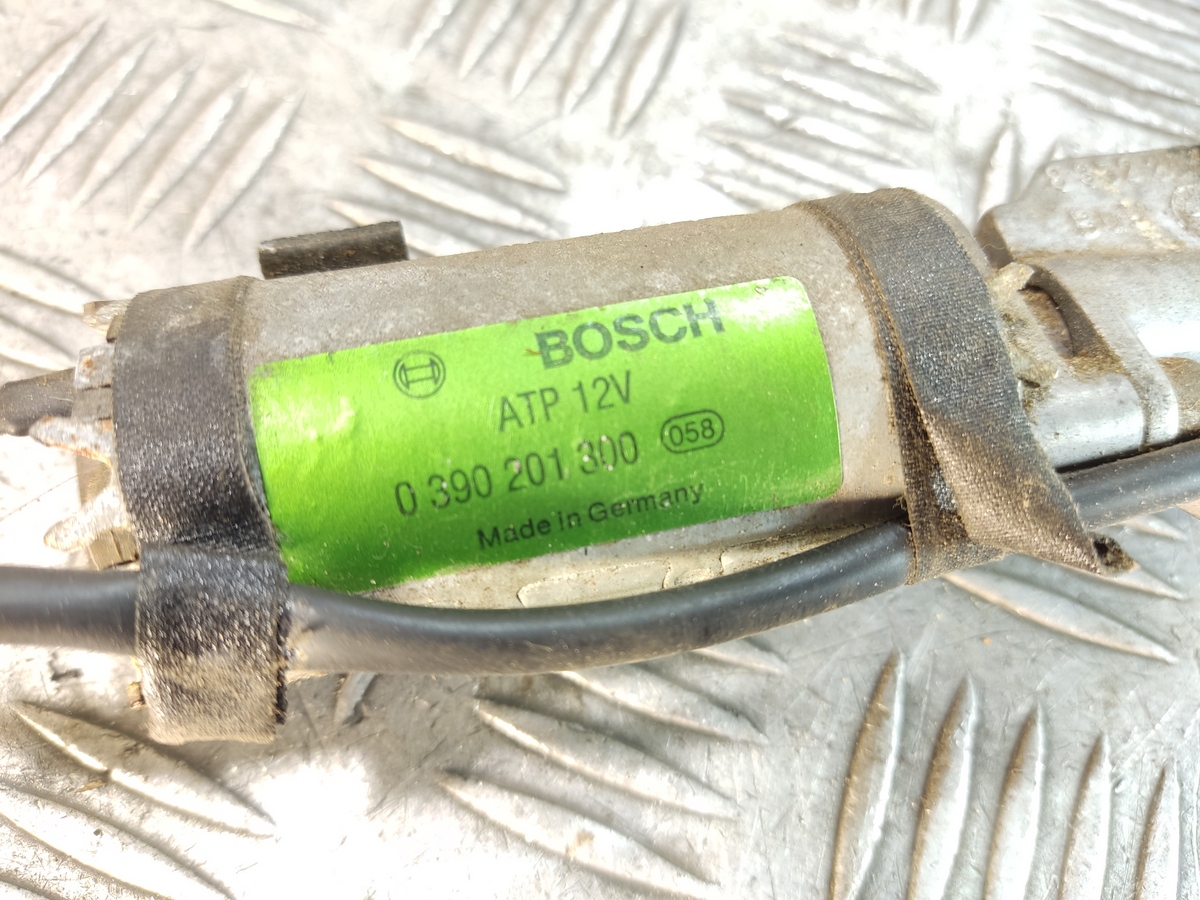 BOSCH
ATP 12V
0 390 201 300 058
Made in Germany